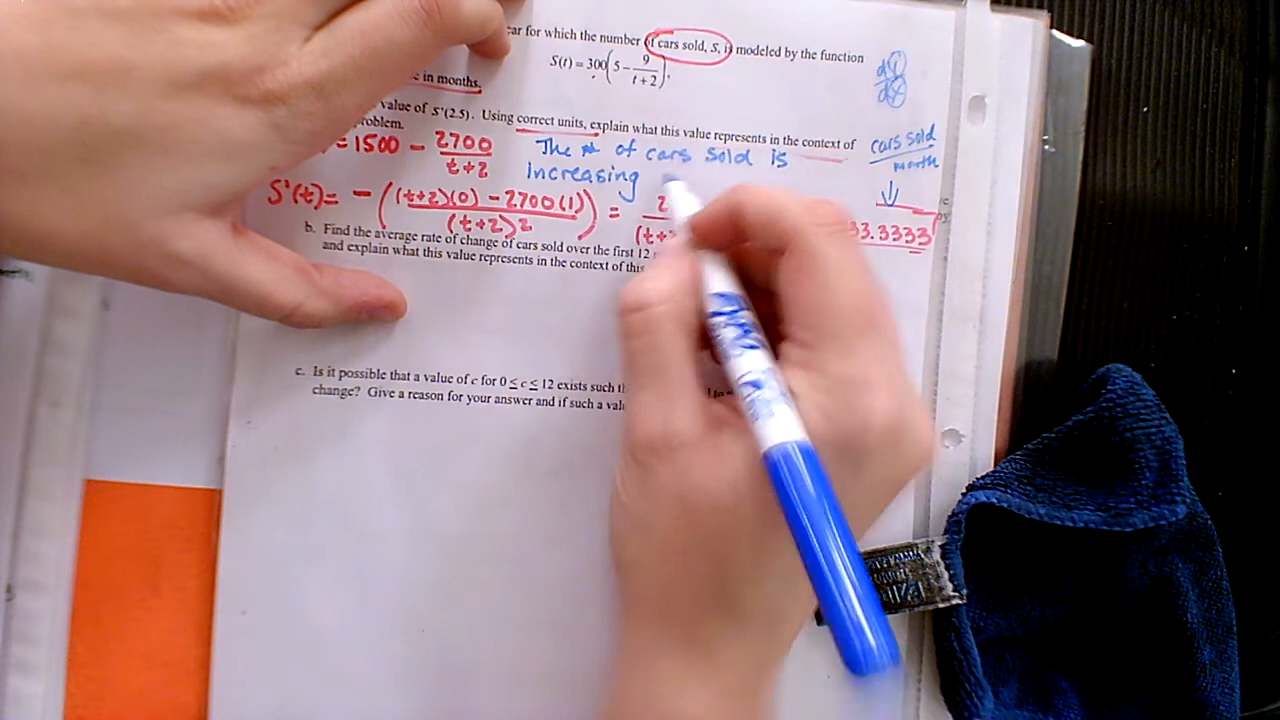 for which the number of cars sold, S, is modeled by the function
S(t) = 300(5 - 9/(t+2)),
in months.
value of S'(2.5). Using correct units, explain what this value represents in the context of
problem.
= 1500 - 2700/(t+2)
The # of cars sold is
increasing
dy/dx
cars sold/month
↓
S'(t) = -(((t+2)(0) - 2700(1))/(t+2)2) = 2/(t+2
33.3333
b. Find the average rate of change of cars sold over the first 12
and explain what this value represents in the context of this
c. Is it possible that a value of c for 0 ≤ c ≤ 12 exists such
change? Give a reason for your answer and if such a